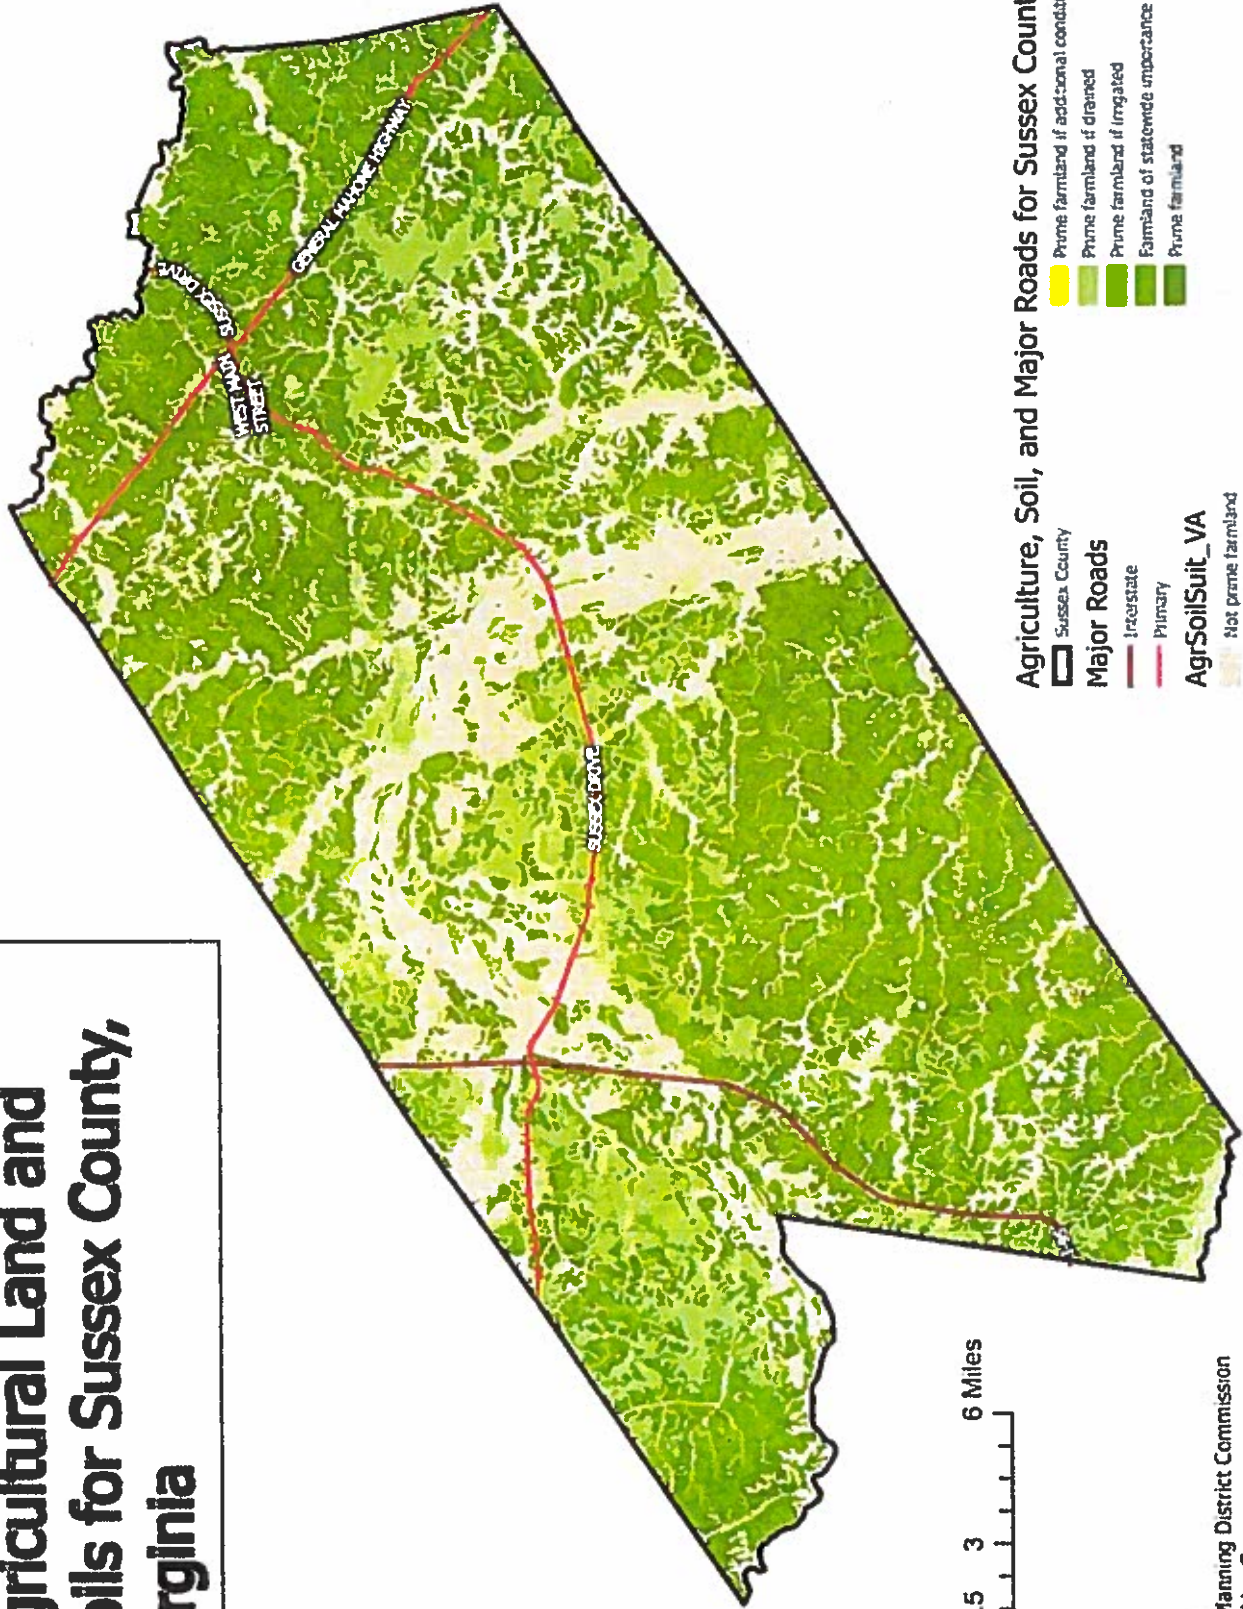 gricultural Land and
oils for Sussex County,
rginia
SUSSEX DRIVE
WEST MAIN
STREET
GENERAL MAHONE HIGHWAY
SUSSEX DRIVE
6 Miles
3
.5
Planning District Commission
Agriculture, Soil, and Major Roads for Sussex Count
Sussex County
Major Roads
Interstate
Primary
AgrSoilSuit_VA
Not prime farmland
Prime farmland if additional condit
Prime farmland if drained
Prime farmland if irrigated
Farmland of statewide importance
Prime farmland